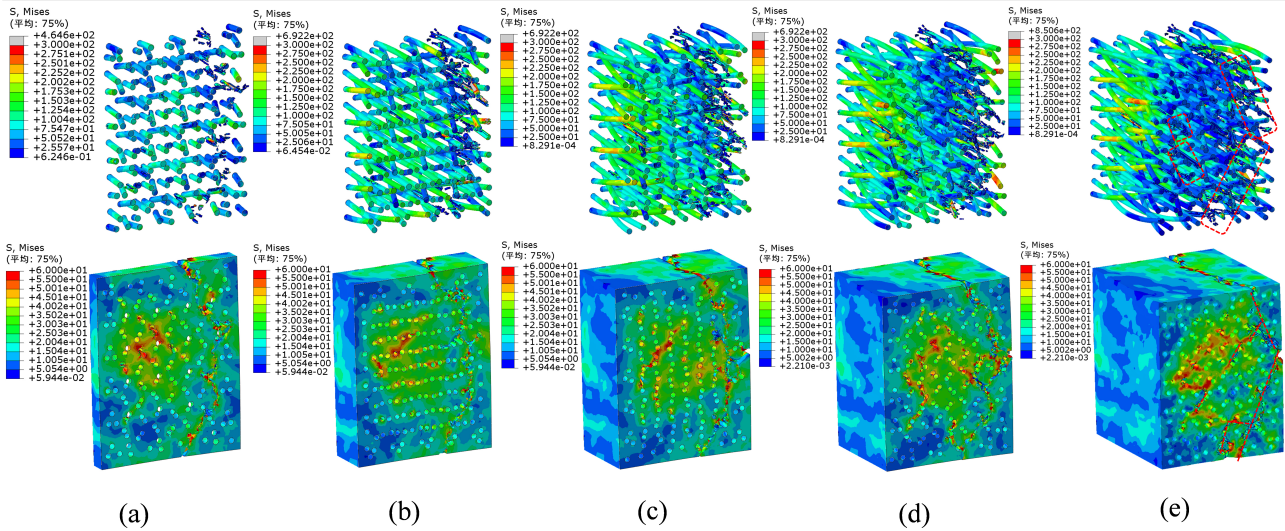 S, Mises
(平均: 75%)
+4.646e+02
+3.000e+02
+2.751e+02
+2.501e+02
+2.252e+02
+2.002e+02
+1.753e+02
+1.503e+02
+1.254e+02
+1.004e+02
+7.547e+01
+5.052e+01
+2.557e+01
+6.246e-01
S, Mises
(平均: 75%)
+6.922e+02
+3.000e+02
+2.750e+02
+2.500e+02
+2.250e+02
+2.000e+02
+1.750e+02
+1.500e+02
+1.250e+02
+1.000e+02
+7.505e+01
+5.005e+01
+2.506e+01
+6.454e-02
S, Mises
(平均: 75%)
+6.922e+02
+3.000e+02
+2.750e+02
+2.500e+02
+2.250e+02
+2.000e+02
+1.750e+02
+1.500e+02
+1.250e+02
+1.000e+02
+7.500e+01
+5.000e+01
+2.500e+01
+8.291e-04
S, Mises
(平均: 75%)
+6.922e+02
+3.000e+02
+2.750e+02
+2.500e+02
+2.250e+02
+2.000e+02
+1.750e+02
+1.500e+02
+1.250e+02
+1.000e+02
+7.500e+01
+5.000e+01
+2.500e+01
+8.291e-04
S, Mises
(平均: 75%)
+8.506e+02
+3.000e+02
+2.750e+02
+2.500e+02
+2.250e+02
+2.000e+02
+1.750e+02
+1.500e+02
+1.250e+02
+1.000e+02
+7.500e+01
+5.000e+01
+2.500e+01
+8.291e-04
S, Mises
(平均: 75%)
+6.000e+01
+5.500e+01
+5.001e+01
+4.501e+01
+4.002e+01
+3.502e+01
+3.003e+01
+2.503e+01
+2.004e+01
+1.504e+01
+1.005e+01
+5.054e+00
+5.944e-02
S, Mises
(平均: 75%)
+6.000e+01
+5.500e+01
+5.001e+01
+4.501e+01
+4.002e+01
+3.502e+01
+3.003e+01
+2.503e+01
+2.004e+01
+1.504e+01
+1.005e+01
+5.054e+00
+5.944e-02
S, Mises
(平均: 75%)
+6.000e+01
+5.500e+01
+5.001e+01
+4.501e+01
+4.002e+01
+3.502e+01
+3.003e+01
+2.503e+01
+2.004e+01
+1.504e+01
+1.005e+01
+5.054e+00
+5.944e-02
S, Mises
(平均: 75%)
+6.000e+01
+5.500e+01
+5.000e+01
+4.500e+01
+4.000e+01
+3.500e+01
+3.000e+01
+2.500e+01
+2.000e+01
+1.500e+01
+1.000e+01
+5.002e+00
+2.210e-03
S, Mises
(平均: 75%)
+6.000e+01
+5.500e+01
+5.000e+01
+4.500e+01
+4.000e+01
+3.500e+01
+3.000e+01
+2.500e+01
+2.000e+01
+1.500e+01
+1.000e+01
+5.002e+00
+2.210e-03
(a)
(b)
(c)
(d)
(e)